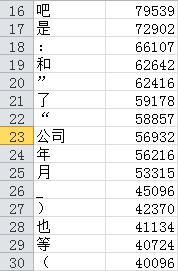 16 吧 79539
17 是 72902
18 : 66107
19 和 62642
20 ” 62416
21 了 59178
22 “ 58857
23 公司 56932
24 年 56216
25 月 53315
26 _ 45096
27 ) 42370
28 也 41134
29 等 40724
30 ( 40096